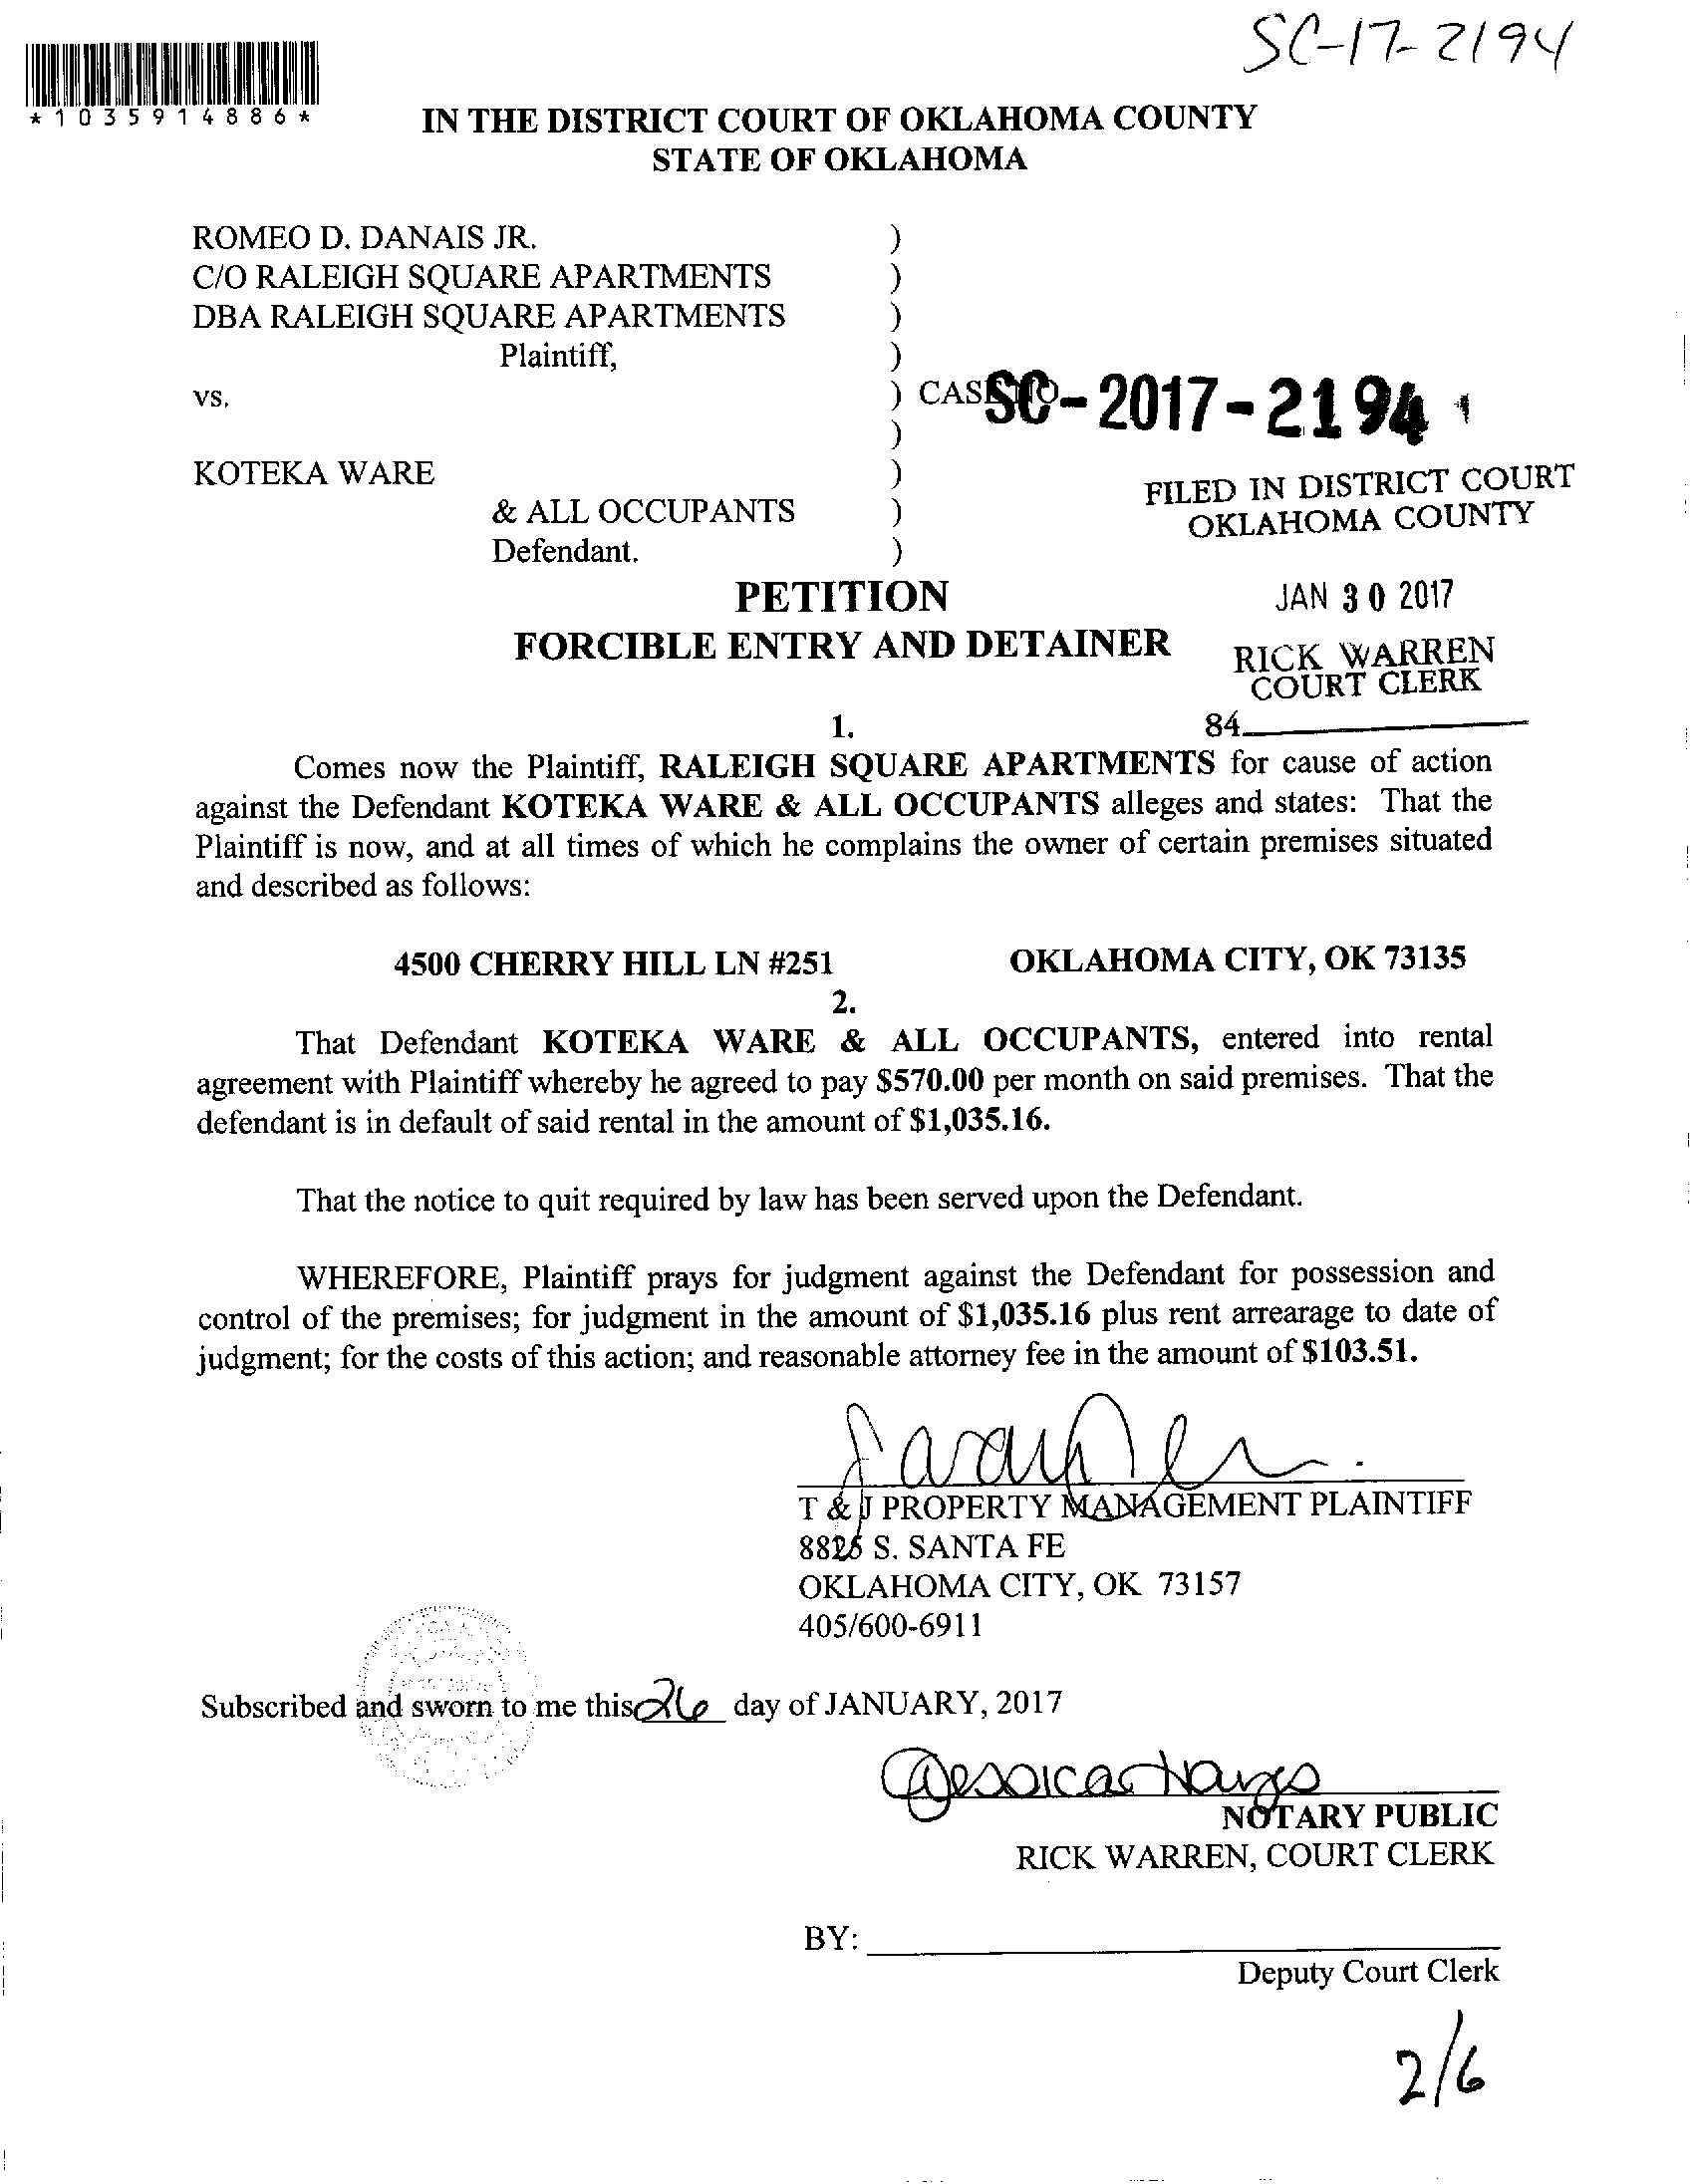 SC-17-2194
*1035914886*
IN THE DISTRICT COURT OF OKLAHOMA COUNTY
STATE OF OKLAHOMA
ROMEO D. DANAIS JR. )
C/O RALEIGH SQUARE APARTMENTS )
DBA RALEIGH SQUARE APARTMENTS )
Plaintiff, )
vs. ) CASE NO SC-2017-2194
)
KOTEKA WARE )
& ALL OCCUPANTS )
Defendant. )
FILED IN DISTRICT COURT
OKLAHOMA COUNTY
JAN 30 2017
RICK WARREN
COURT CLERK
84
PETITION
FORCIBLE ENTRY AND DETAINER
1.
Comes now the Plaintiff, RALEIGH SQUARE APARTMENTS for cause of action
against the Defendant KOTEKA WARE & ALL OCCUPANTS alleges and states: That the
Plaintiff is now, and at all times of which he complains the owner of certain premises situated
and described as follows:
4500 CHERRY HILL LN #251 OKLAHOMA CITY, OK 73135
2.
That Defendant KOTEKA WARE & ALL OCCUPANTS, entered into rental
agreement with Plaintiff whereby he agreed to pay $570.00 per month on said premises. That the
defendant is in default of said rental in the amount of $1,035.16.
That the notice to quit required by law has been served upon the Defendant.
WHEREFORE, Plaintiff prays for judgment against the Defendant for possession and
control of the premises; for judgment in the amount of $1,035.16 plus rent arrearage to date of
judgment; for the costs of this action; and reasonable attorney fee in the amount of $103.51.
T & J PROPERTY MANAGEMENT PLAINTIFF
8825 S. SANTA FE
OKLAHOMA CITY, OK 73157
405/600-6911
Subscribed and sworn to me this 26 day of JANUARY, 2017
Jessica
NOTARY PUBLIC
RICK WARREN, COURT CLERK
BY:
Deputy Court Clerk
2/6